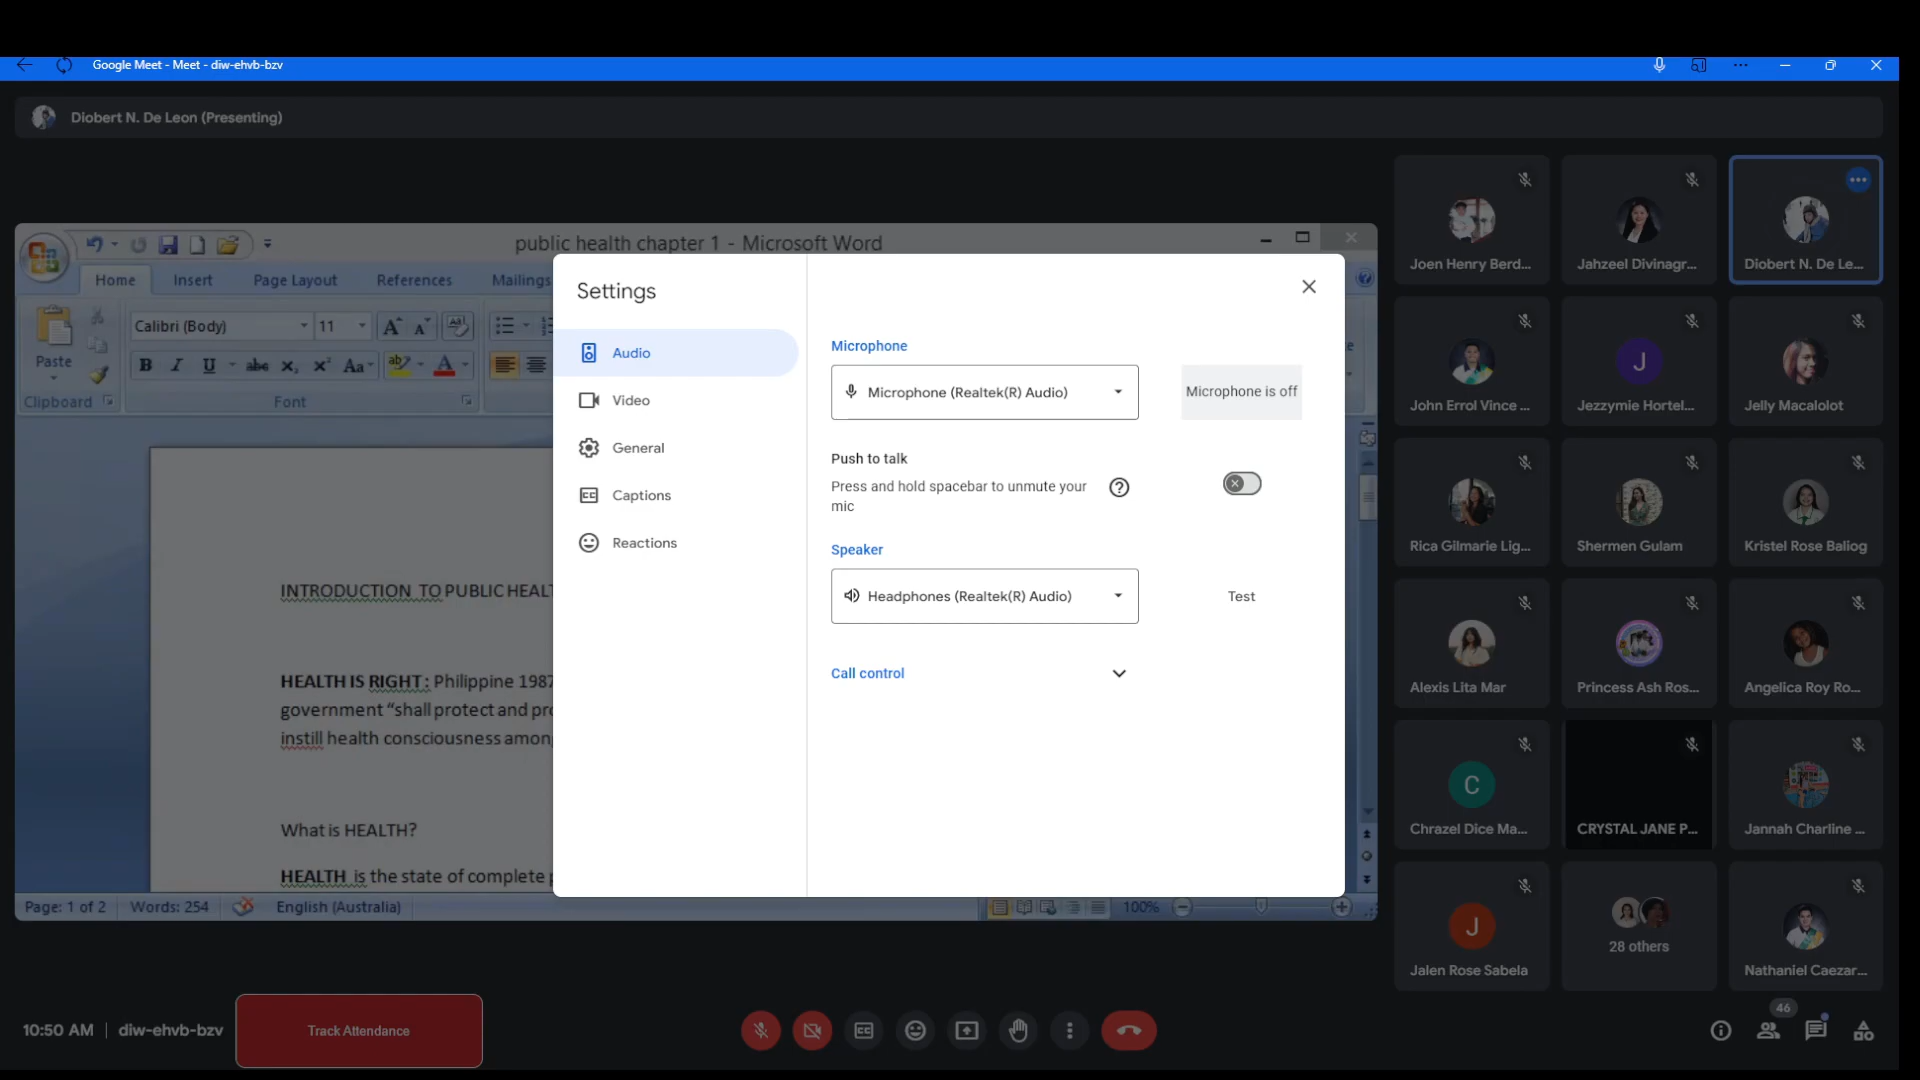 Google Meet - Meet - diw-ehvb-bzv
Diobert N. De Leon (Presenting)
public health chapter 1 - Microsoft Word
Home
Insert
Page Layout
References
Mailings
Calibri (Body)
11
Paste
Clipboard
Font
INTRODUCTION TO PUBLIC HEALT
HEALTH IS RIGHT : Philippine 1987
government “shall protect and pro
instill health consciousness among
What is HEALTH?
HEALTH is the state of complete p
Page: 1 of 2
Words: 254
English (Australia)
100%
Settings
Audio
Video
General
Captions
Reactions
Microphone
Microphone (Realtek(R) Audio)
Microphone is off
Push to talk
Press and hold spacebar to unmute your
mic
Speaker
Headphones (Realtek(R) Audio)
Test
Call control
Joen Henry Berd...
Jahzeel Divinagr...
Diobert N. De Le...
John Errol Vince ...
J
Jezzymie Hortel...
Jelly Macalolot
Rica Gilmarie Lig...
Shermen Gulam
Kristel Rose Baliog
Alexis Lita Mar
Princess Ash Ros...
Angelica Roy Ro...
C
Chrazel Dice Ma...
CRYSTAL JANE P...
Jannah Charline ...
J
Jalen Rose Sabela
28 others
Nathaniel Caezar...
10:50 AM | diw-ehvb-bzv
Track Attendance
46